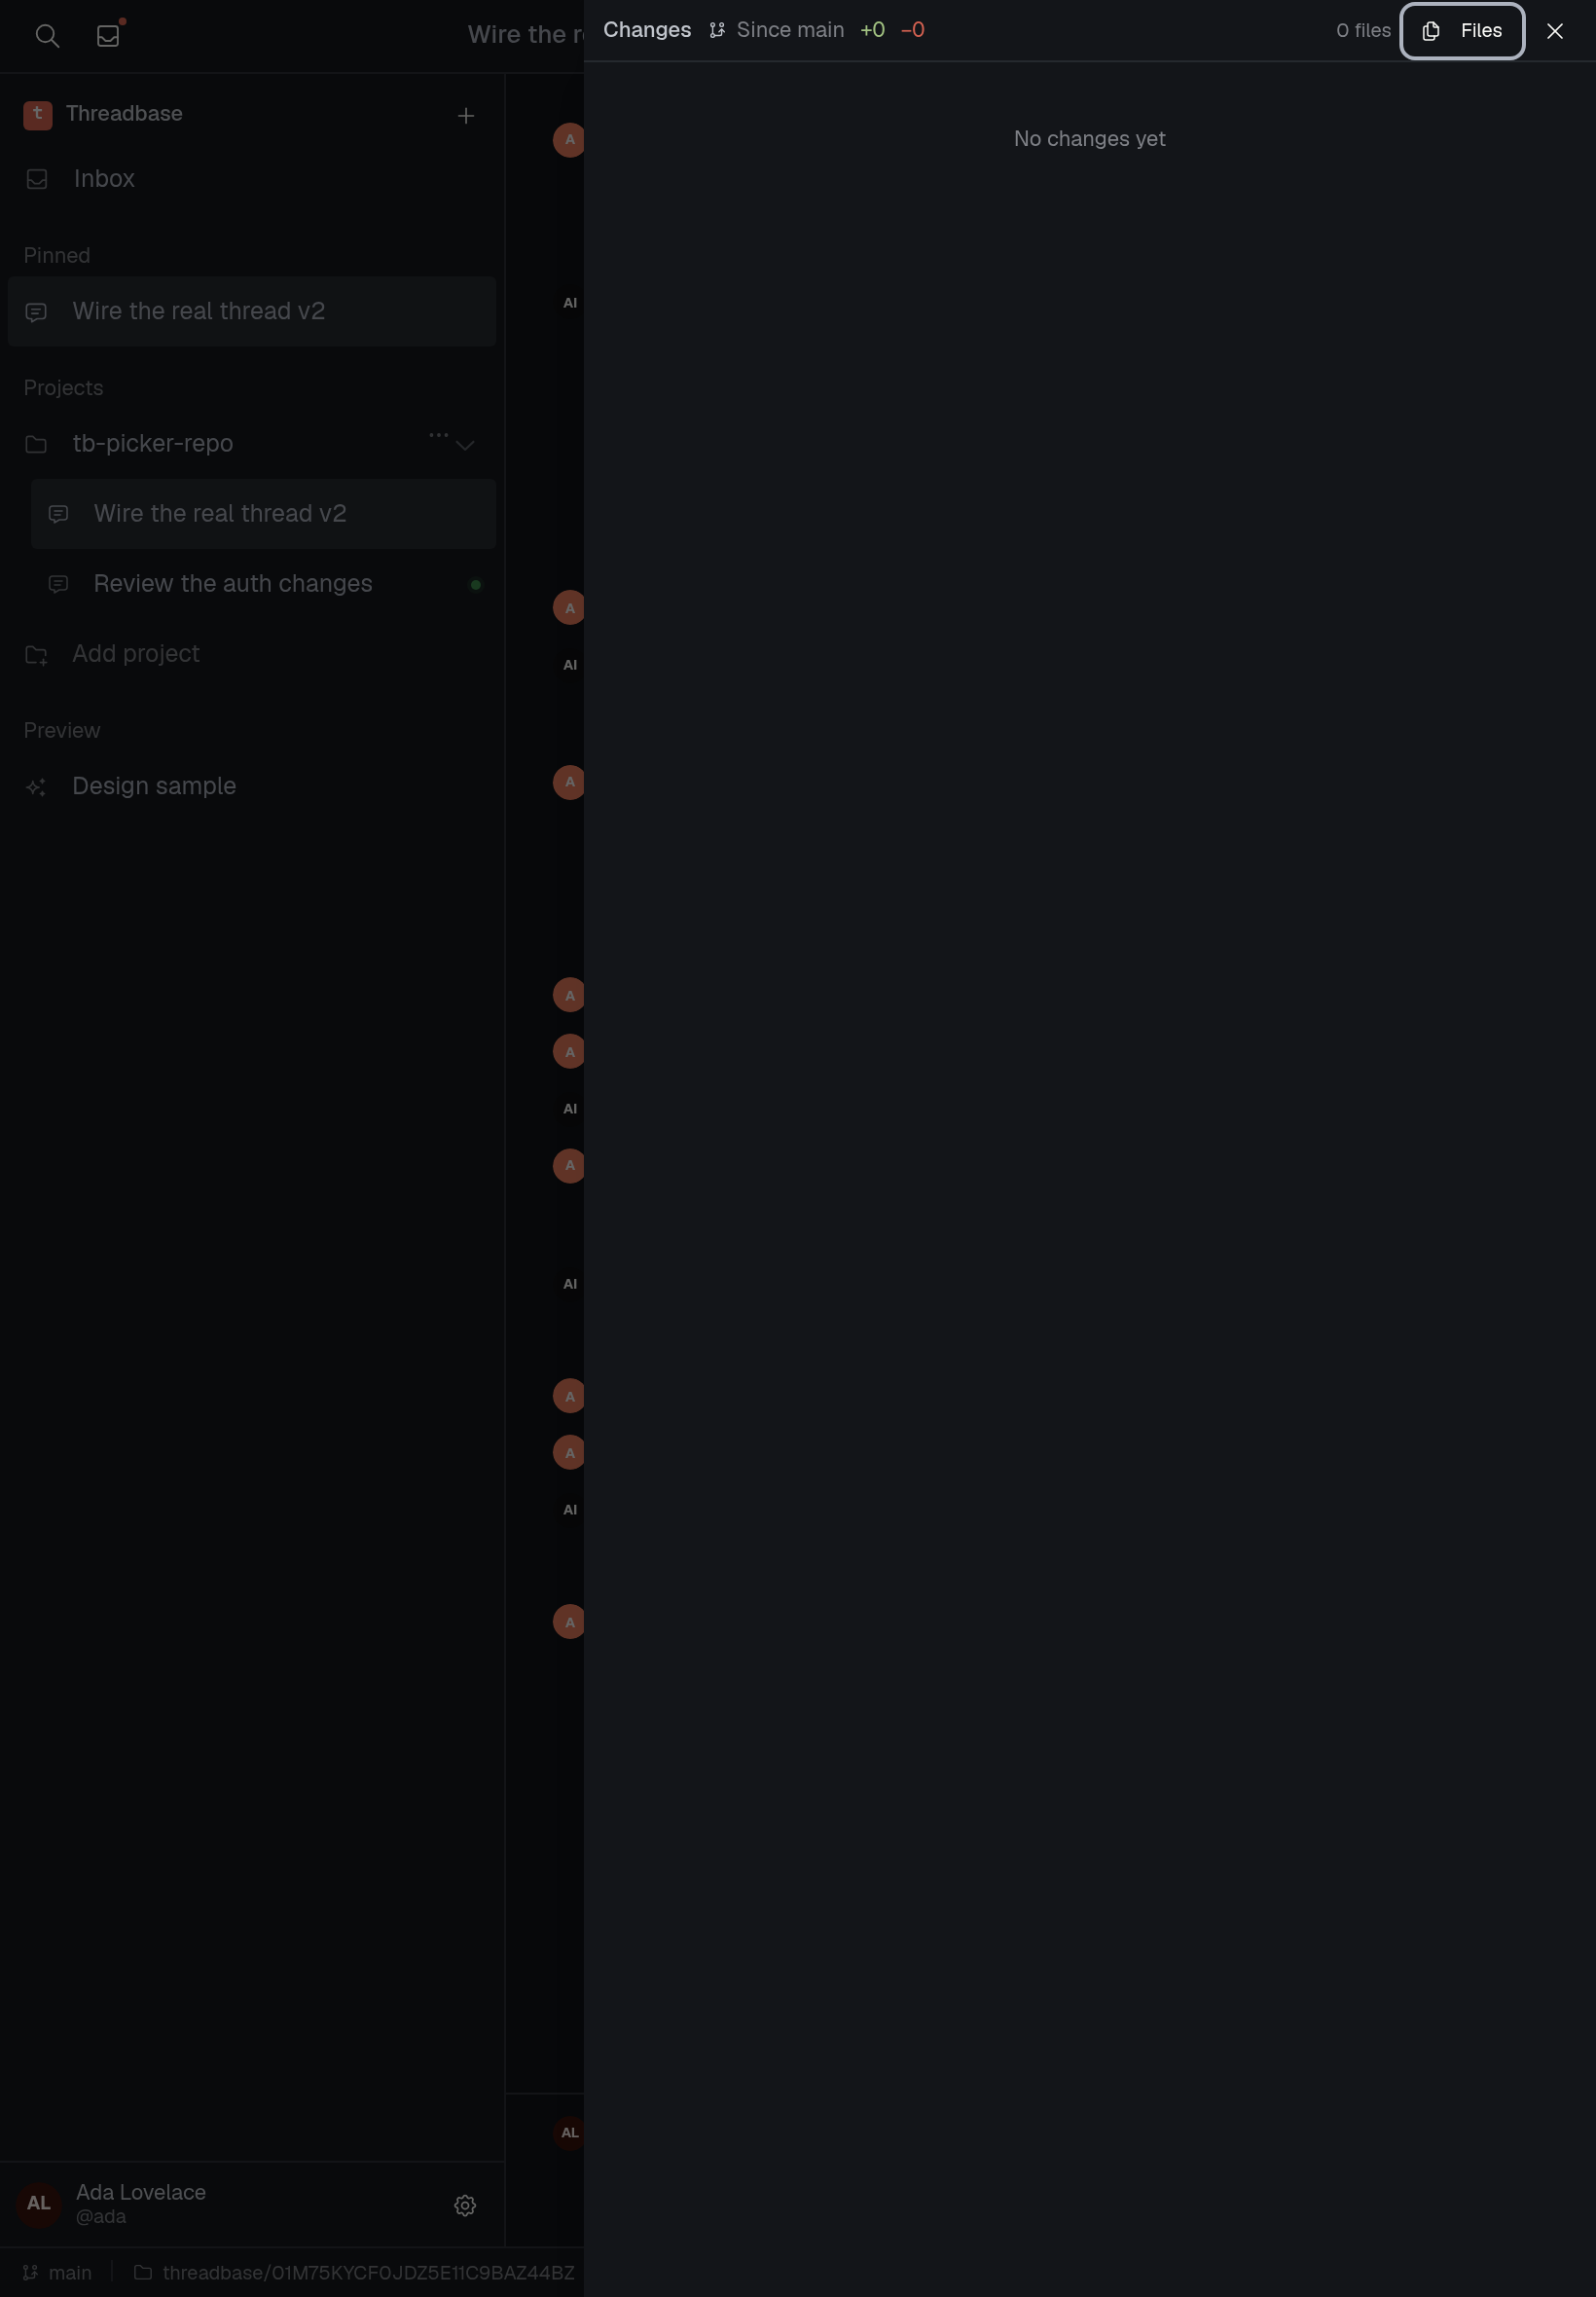 Wire the r
Changes Since main +0 −0 0 files Files
t Threadbase
A
No changes yet
Inbox
Pinned
AI
Wire the real thread v2
Projects
tb-picker-repo
Wire the real thread v2
Review the auth changes
A
Add project
AI
Preview
Design sample
A
A
A
AI
A
AI
A
A
AI
A
AL
AL Ada Lovelace
@ada
main threadbase/01M75KYCF0JDZ5E11C9BAZ44BZ